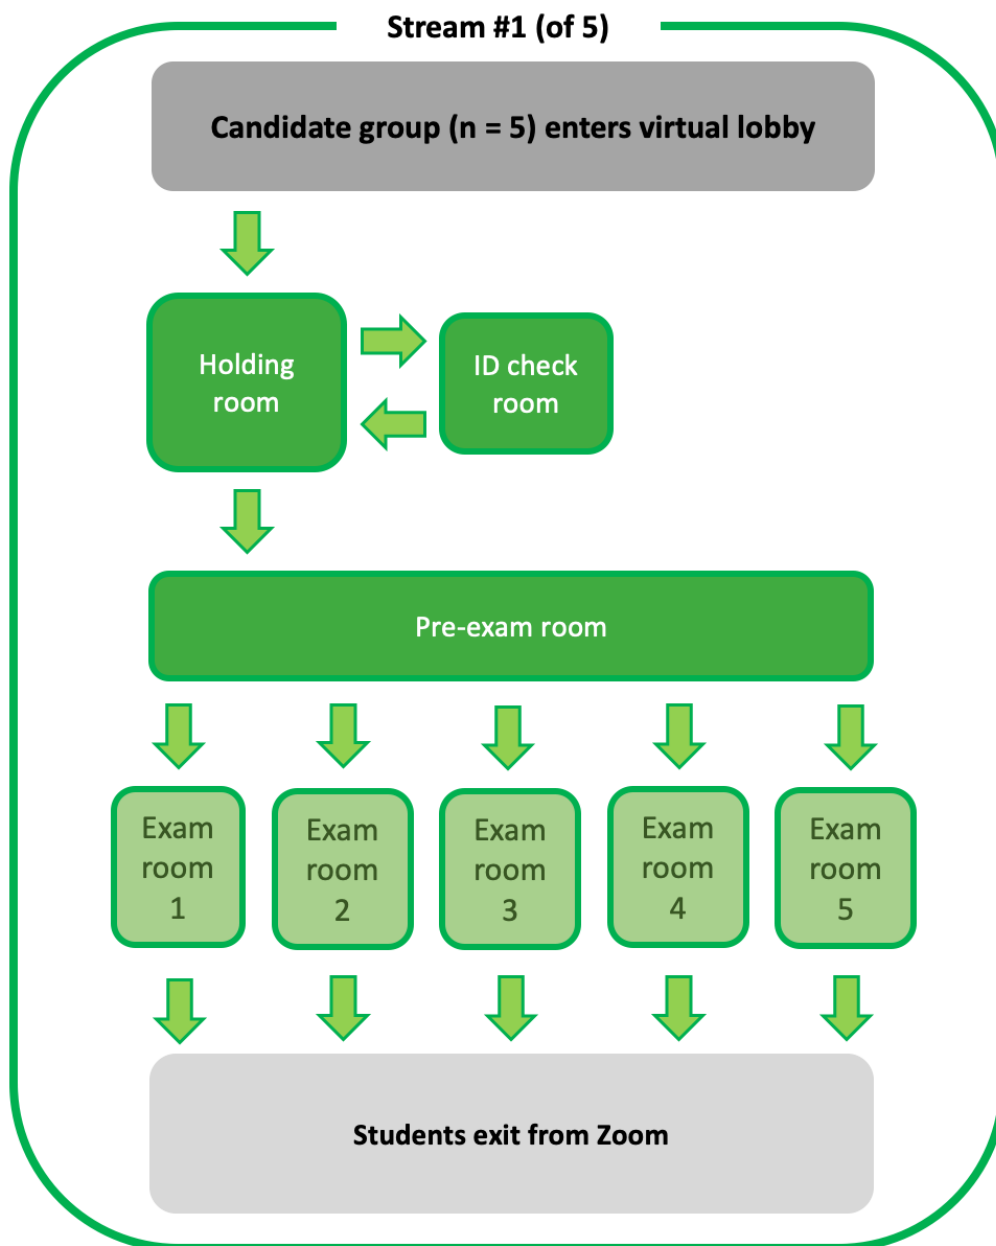 Stream #1 (of 5)
Candidate group (n = 5) enters virtual lobby
Holding
room
ID check
room
Pre-exam room
Exam
room
1
Exam
room
2
Exam
room
3
Exam
room
4
Exam
room
5
Students exit from Zoom